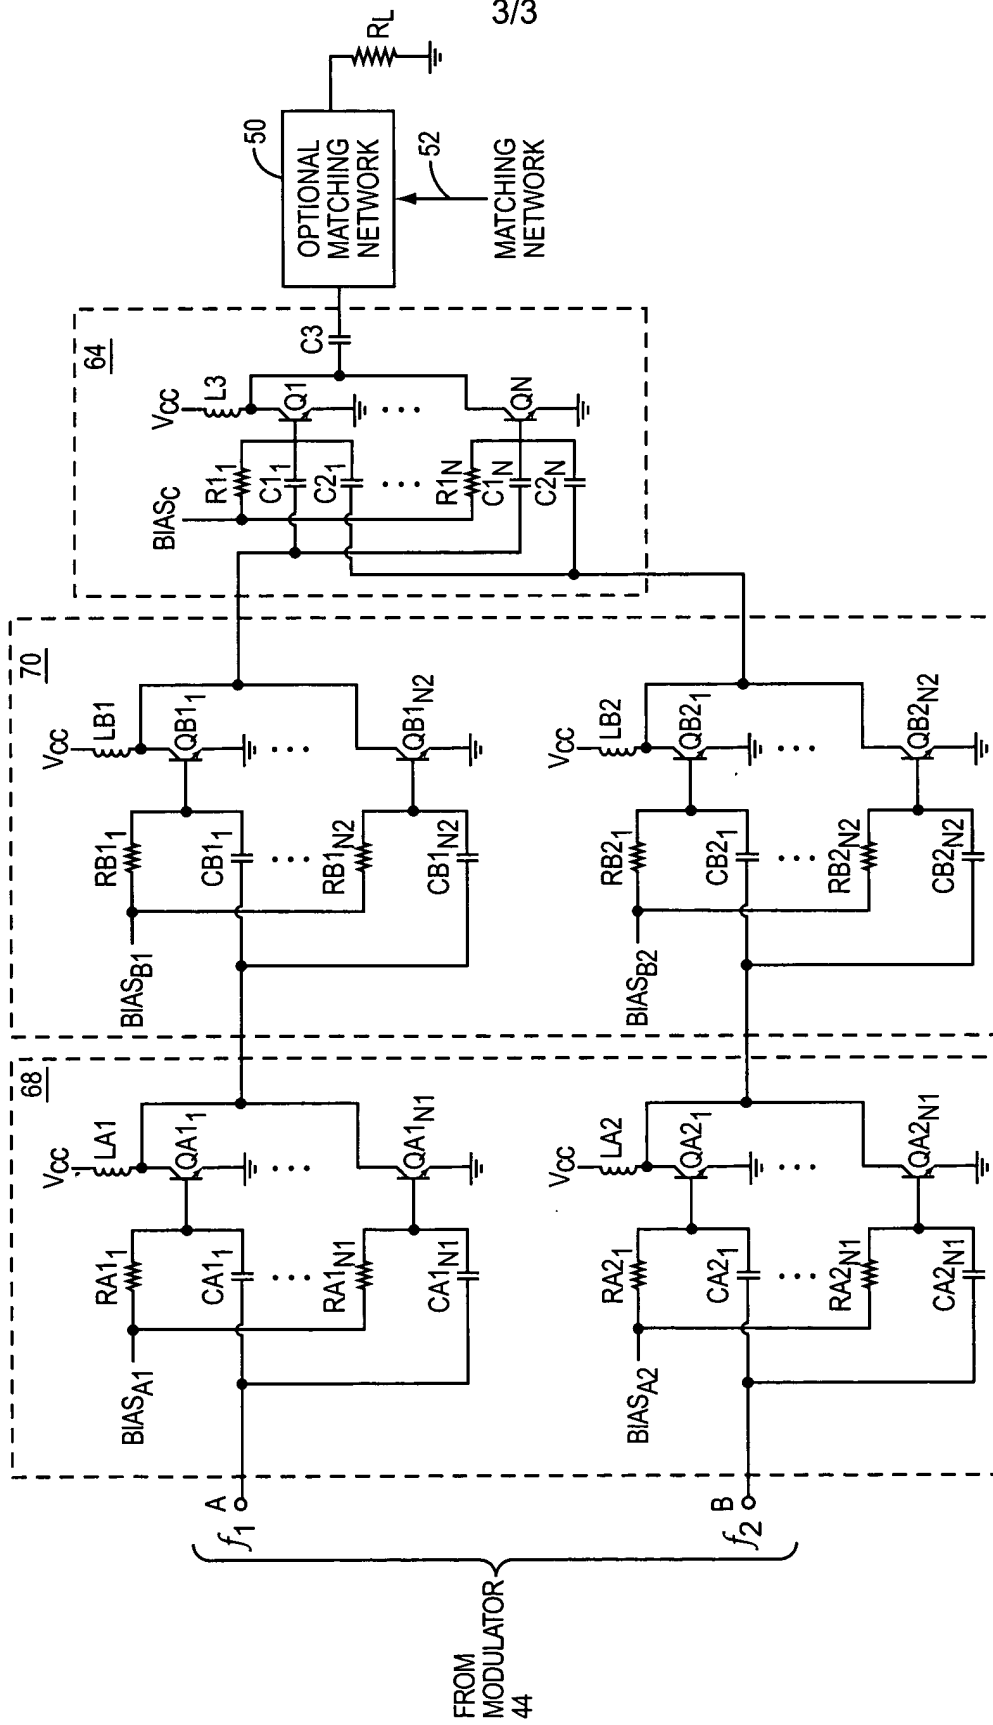 3/3
FROM
MODULATOR
44
A
f1
B
f2
68
VCC
LA1
RA11
QA11
CA11
BIASA1
RA1N1
QA1N1
CA1N1
VCC
LA2
RA21
QA21
CA21
BIASA2
RA2N1
QA2N1
CA2N1
70
VCC
LB1
RB11
QB11
CB11
BIASB1
RB1N2
QB1N2
CB1N2
VCC
LB2
RB21
QB21
CB21
BIASB2
RB2N2
QB2N2
CB2N2
64
VCC
L3
BIASC
R11
Q1
C11
C21
C3
R1N
QN
C1N
C2N
50
OPTIONAL
MATCHING
NETWORK
RL
52
MATCHING
NETWORK